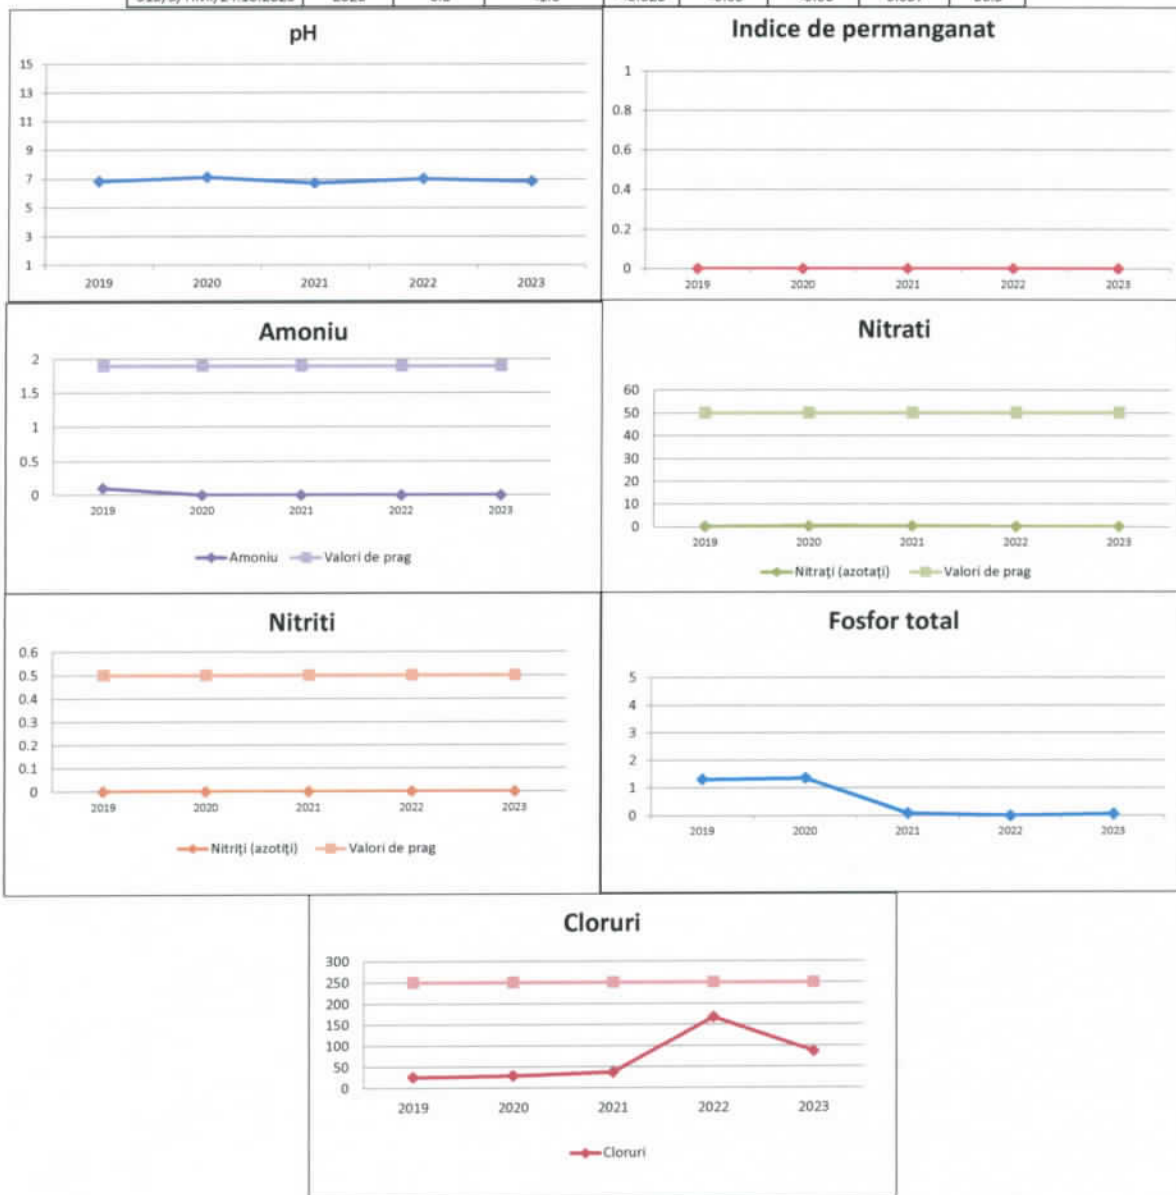 pH
15
13
11
9
7
5
3
1
2019 2020 2021 2022 2023
Indice de permanganat
1
0.8
0.6
0.4
0.2
0
2019 2020 2021 2022 2023
Amoniu
2
1.5
1
0.5
0
2019 2020 2021 2022 2023
Amoniu Valori de prag
Nitrati
60
50
40
30
20
10
0
2019 2020 2021 2022 2023
Nitrați (azotați) Valori de prag
Nitriti
0.6
0.5
0.4
0.3
0.2
0.1
0
2019 2020 2021 2022 2023
Nitriți (azotiți) Valori de prag
Fosfor total
5
4
3
2
1
0
2019 2020 2021 2022 2023
Cloruri
300
250
200
150
100
50
0
2019 2020 2021 2022 2023
Cloruri